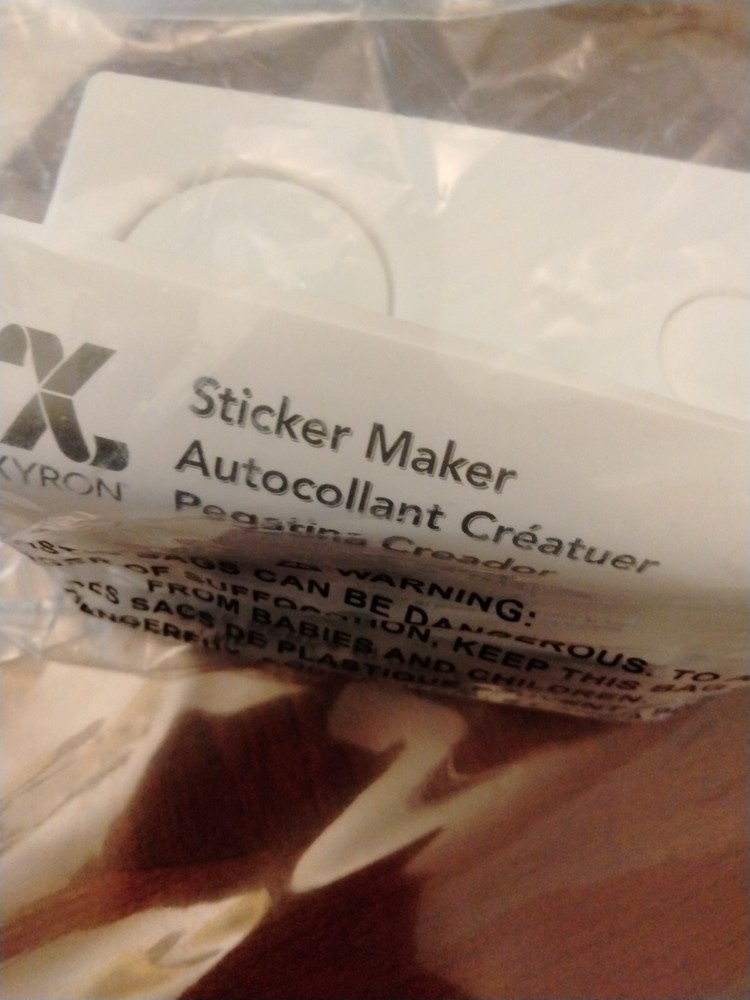 XYRON
Sticker Maker
Autocollant Créatuer
Pegatina Creador
WARNING:
BAGS CAN BE DANGEROUS. TO
OF SUFFOCATION, KEEP THIS BAG
FROM BABIES AND CHILDREN.
SACS DE PLASTIQUE